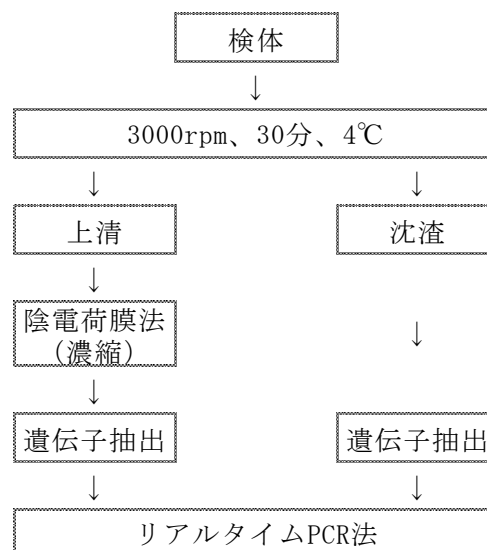 検体
↓
3000rpm、30分、4℃
↓ ↓
上清 沈渣
↓
陰電荷膜法
(濃縮)
↓
↓ 
遺伝子抽出 遺伝子抽出
↓ ↓
リアルタイムPCR法